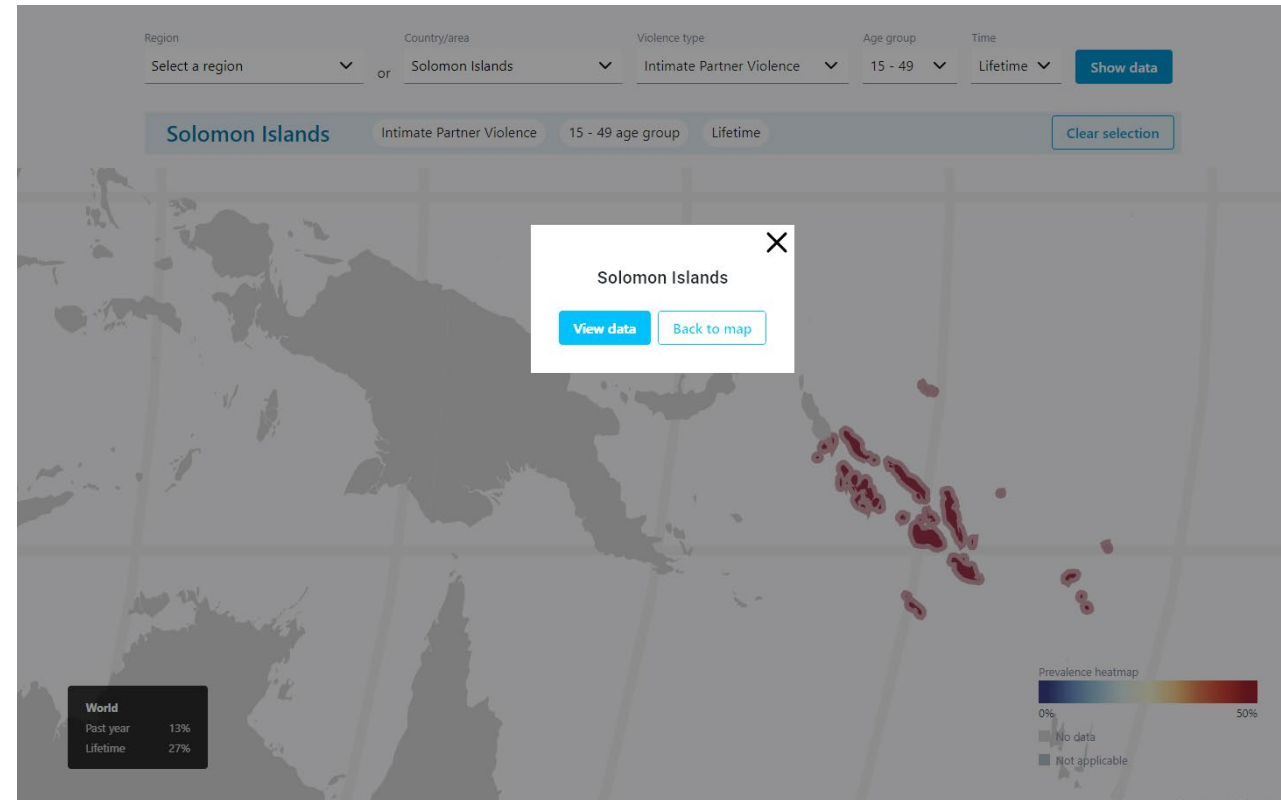 Region
Country/area
Violence type
Age group
Time
Select a region
or
Solomon Islands
Intimate Partner Violence
15 - 49
Lifetime
Show data
Solomon Islands
Intimate Partner Violence
15 - 49 age group
Lifetime
Clear selection
Solomon Islands
View data
Back to map
World
Past year 13%
Lifetime 27%
Prevalence heatmap
0% 50%
No data
Not applicable